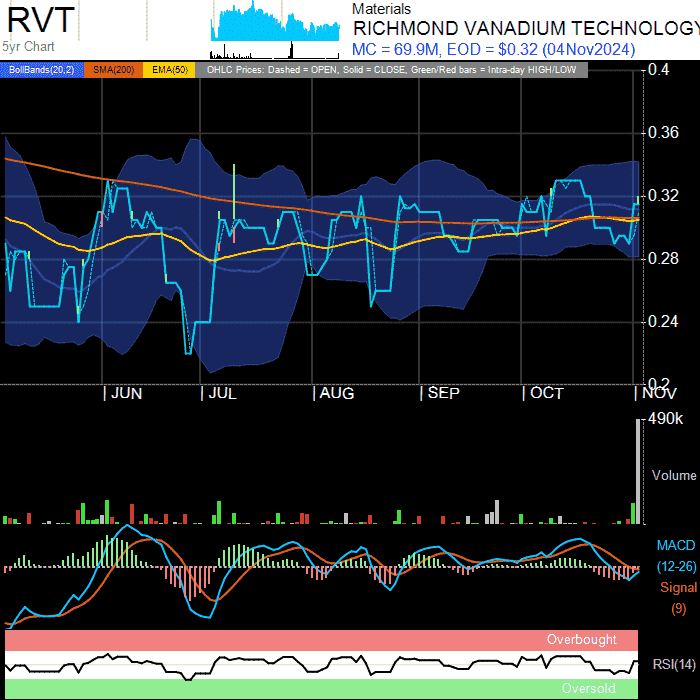 RVT
5yr Chart
Materials
RICHMOND VANADIUM TECHNOLOGY
MC = 69.9M, EOD = $0.32 (04Nov2024)
BollBands(20,2) SMA(200) EMA(50) OHLC Prices: Dashed = OPEN, Solid = CLOSE, Green/Red bars = Intra-day HIGH/LOW
0.4
0.36
0.32
0.28
0.24
0.2
JUN JUL AUG SEP OCT NOV
490k
Volume
MACD
(12-26)
Signal
(9)
Overbought
RSI(14)
Oversold